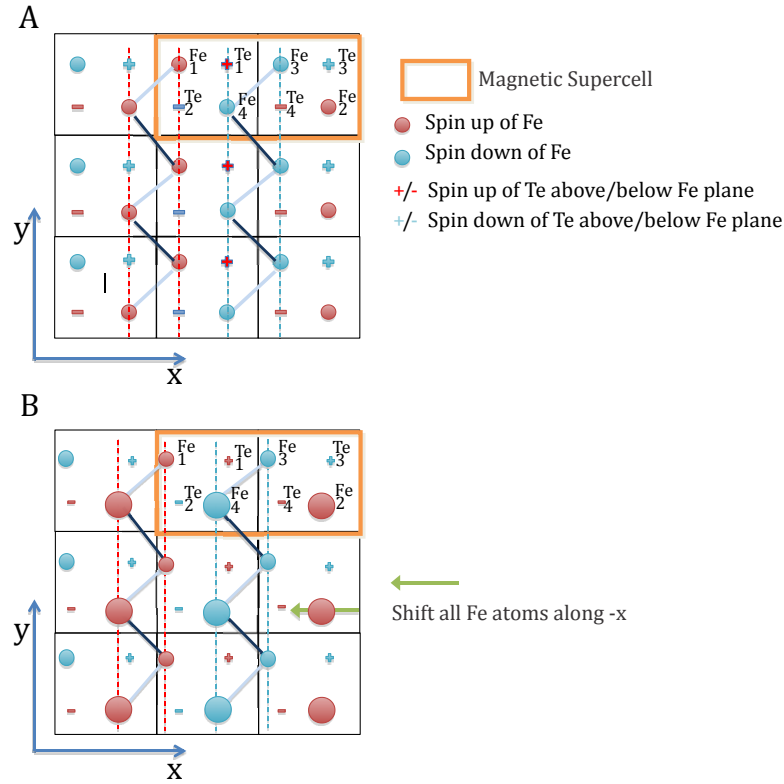 A
Fe Te Fe Te
1 1 3 3
Te Fe Te Fe
2 4 4 2
y
x
Magnetic Supercell
Spin up of Fe
Spin down of Fe
+/- Spin up of Te above/below Fe plane
+/- Spin down of Te above/below Fe plane
B
Fe Te Fe Te
1 1 3 3
Te Fe Te Fe
2 4 4 2
y
x
Shift all Fe atoms along -x